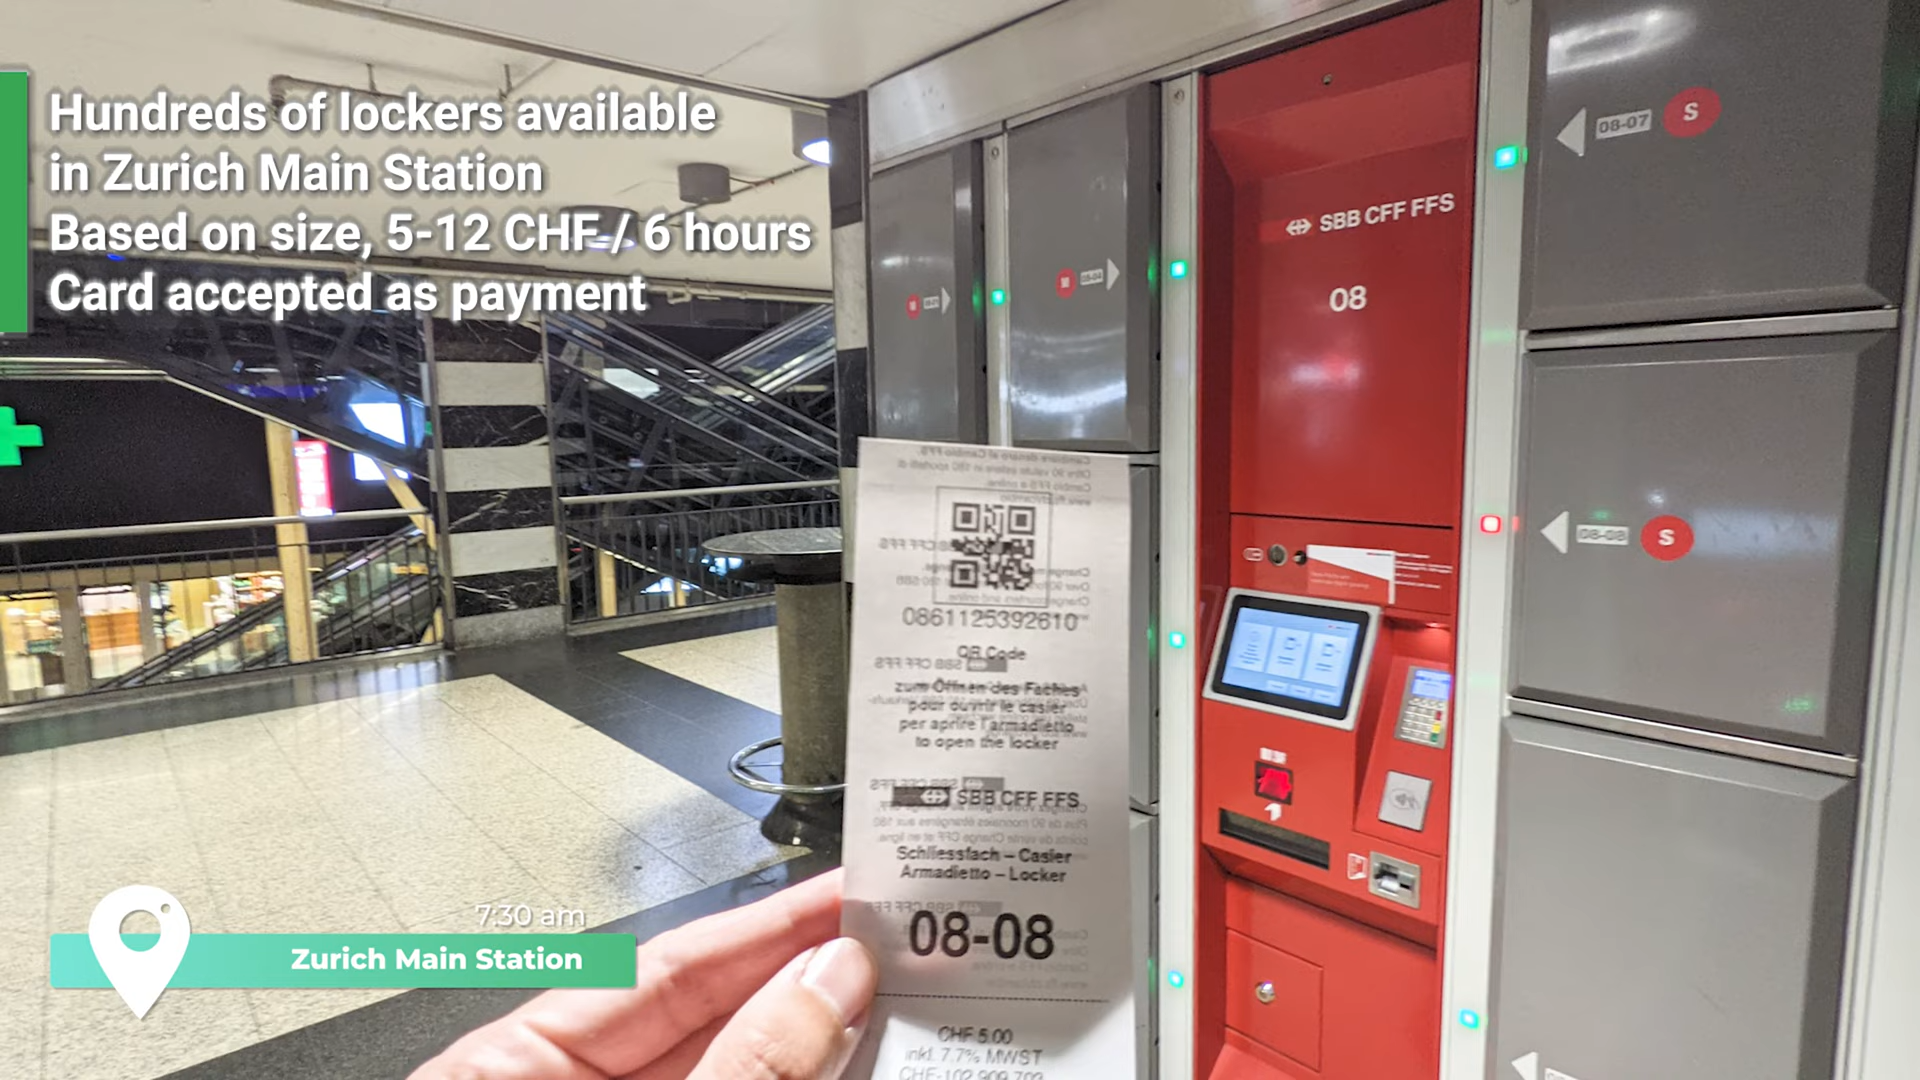 Hundreds of lockers available
in Zurich Main Station
Based on size, 5-12 CHF / 6 hours
Card accepted as payment
SBB CFF FFS
08
08-07 S
M
M 08-04
08-08 S
0861125392610
QR Code
zum Öffnen des Faches
pour ouvrir le casier
per aprire l'armadietto
to open the locker
SBB CFF FFS
Schliessfach – Casier
Armadietto – Locker
08-08
CHF 5.00
inkl. 7.7% MWST
7:30 am
Zurich Main Station